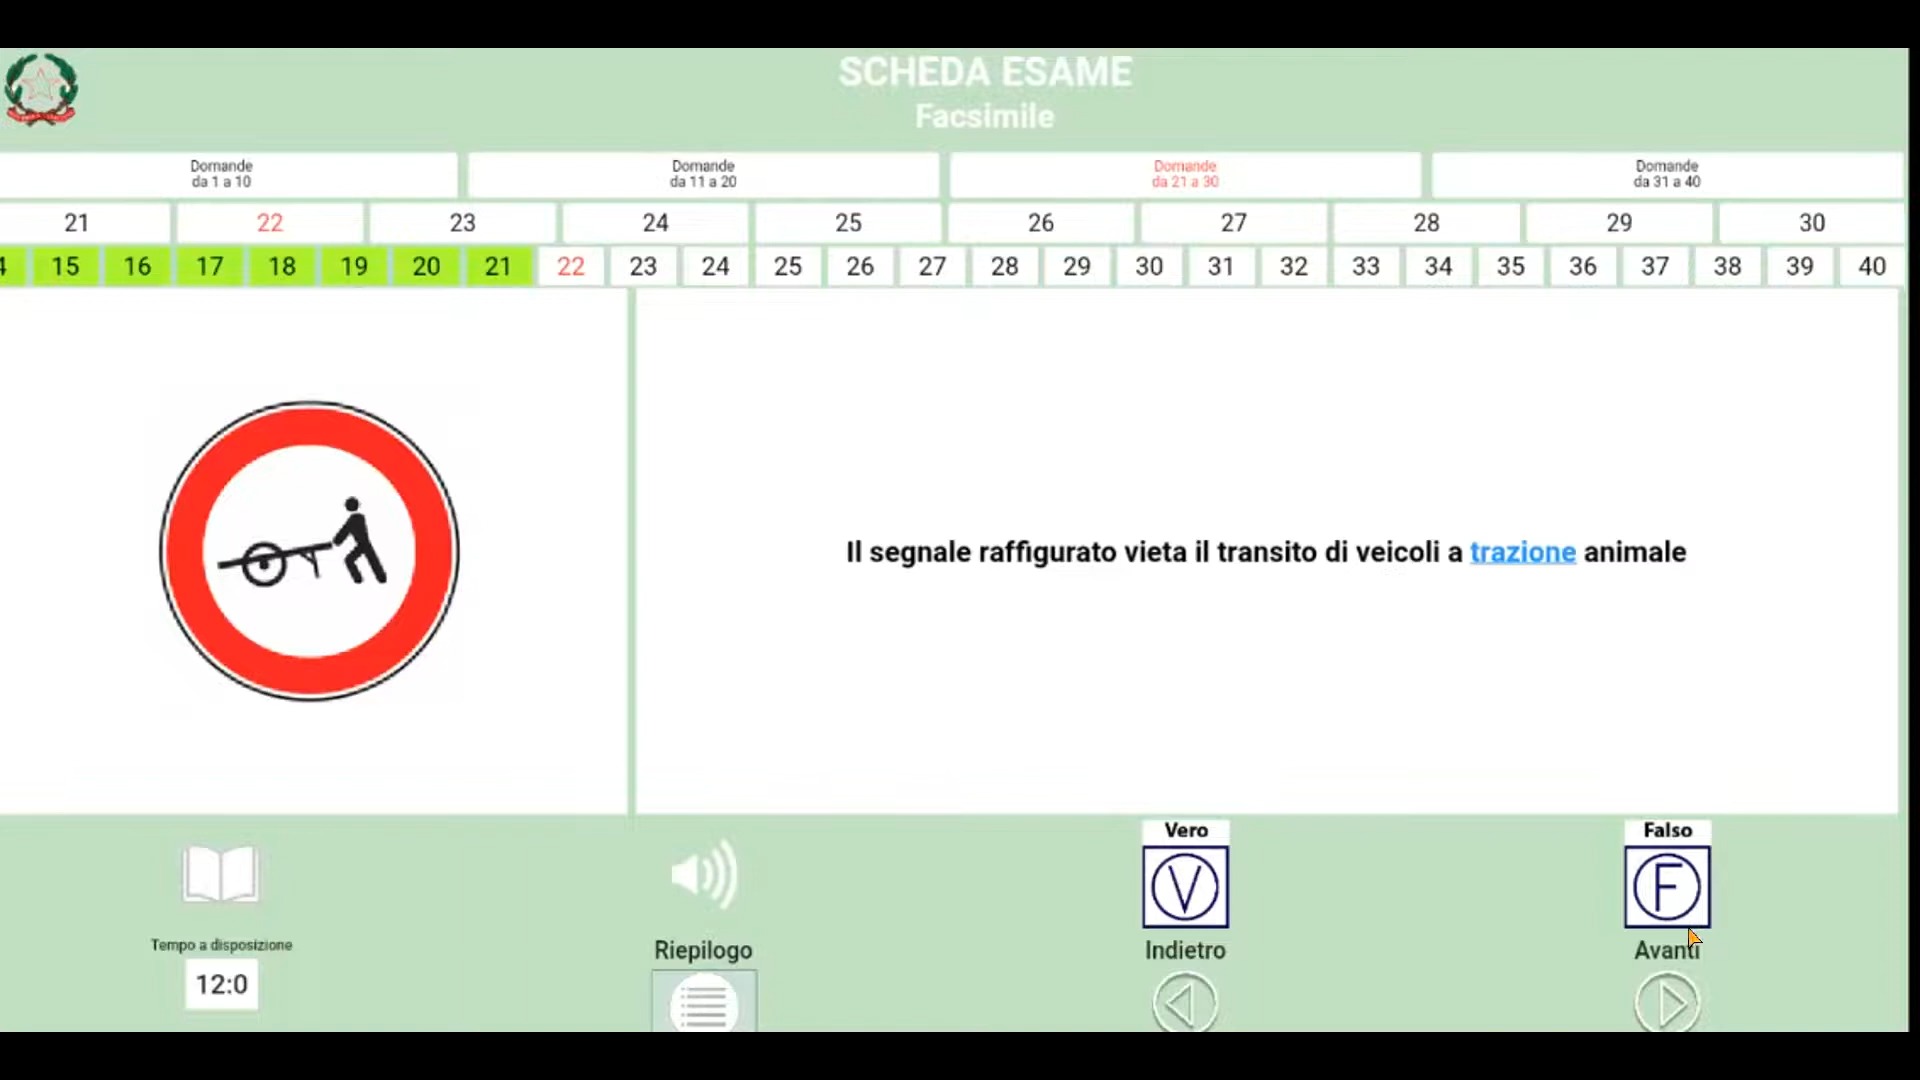 SCHEDA ESAME
Facsimile
Domande
da 1 a 10
Domande
da 11 a 20
Domande
da 21 a 30
Domande
da 31 a 40
21 22 23 24 25 26 27 28 29 30
4 15 16 17 18 19 20 21 22 23 24 25 26 27 28 29 30 31 32 33 34 35 36 37 38 39 40
Il segnale raffigurato vieta il transito di veicoli a trazione animale
Vero
V
Falso
F
Tempo a disposizione
12:0
Riepilogo
Indietro
Avanti